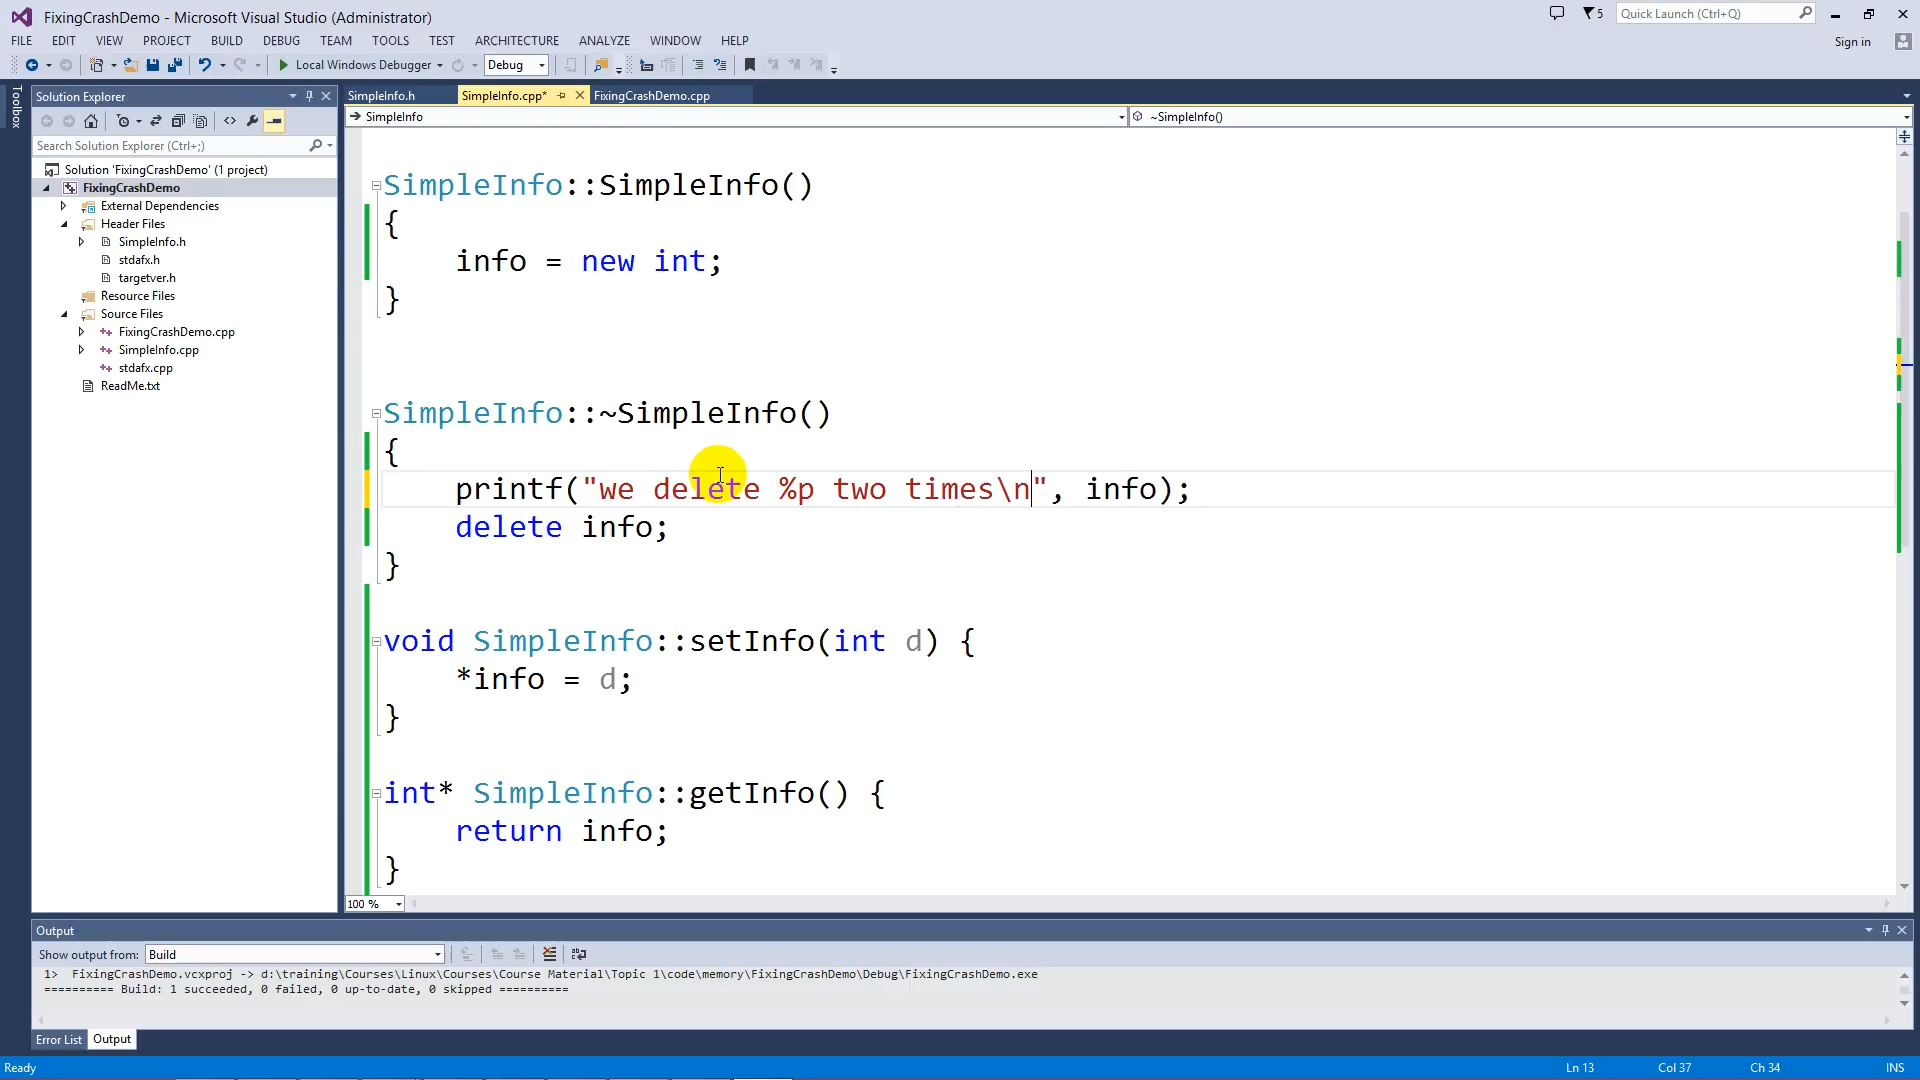 FixingCrashDemo - Microsoft Visual Studio (Administrator)
5
Quick Launch (Ctrl+Q)
FILE EDIT VIEW PROJECT BUILD DEBUG TEAM TOOLS TEST ARCHITECTURE ANALYZE WINDOW HELP
Sign in
Local Windows Debugger
Debug
Toolbox
Solution Explorer
Search Solution Explorer (Ctrl+;)
Solution 'FixingCrashDemo' (1 project)
FixingCrashDemo
External Dependencies
Header Files
SimpleInfo.h
stdafx.h
targetver.h
Resource Files
Source Files
FixingCrashDemo.cpp
SimpleInfo.cpp
stdafx.cpp
ReadMe.txt
SimpleInfo.h SimpleInfo.cpp* FixingCrashDemo.cpp
SimpleInfo ~SimpleInfo()
SimpleInfo::SimpleInfo()
{
info = new int;
}
SimpleInfo::~SimpleInfo()
{
printf("we delete %p two times\n", info);
delete info;
}
void SimpleInfo::setInfo(int d) {
*info = d;
}
int* SimpleInfo::getInfo() {
return info;
}
100 %
Output
Show output from: Build
1> FixingCrashDemo.vcxproj -> d:\training\Courses\Linux\Courses\Course Material\Topic 1\code\memory\FixingCrashDemo\Debug\FixingCrashDemo.exe
========== Build: 1 succeeded, 0 failed, 0 up-to-date, 0 skipped ==========
Error List Output
Ready Ln 13 Col 37 Ch 34 INS